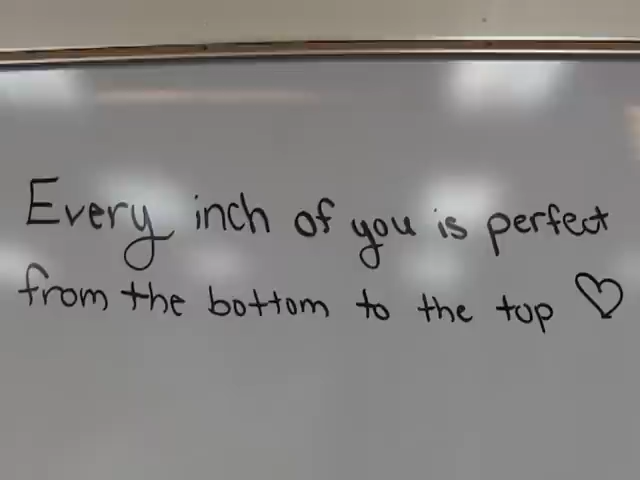 Every inch of you is perfect
from the bottom to the top ♡